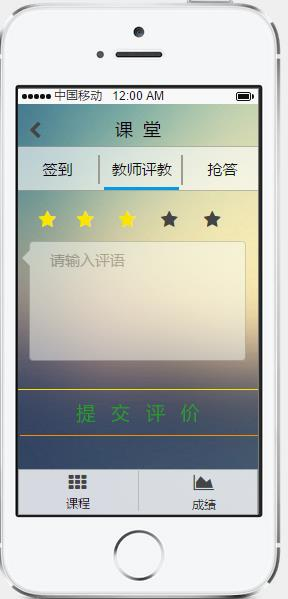 中国移动 12:00 AM
课 堂
签到 教师评教 抢答
请输入评语
提 交 评 价
课程 成绩